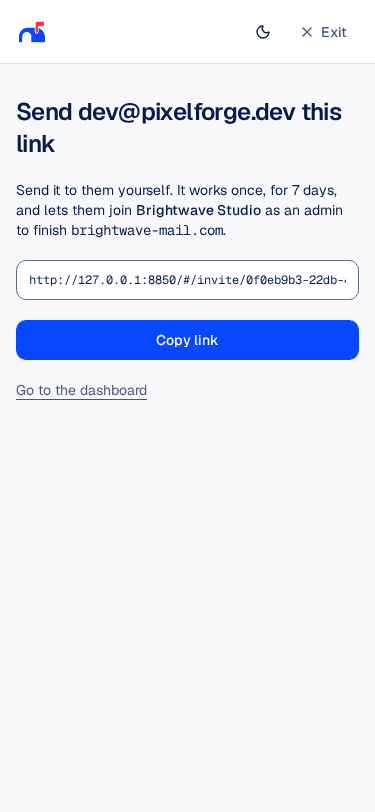 Exit
Send dev@pixelforge.dev this
link
Send it to them yourself. It works once, for 7 days,
and lets them join Brightwave Studio as an admin
to finish brightwave-mail.com.
http://127.0.0.1:8850/#/invite/0f0eb9b3-22db-
Copy link
Go to the dashboard